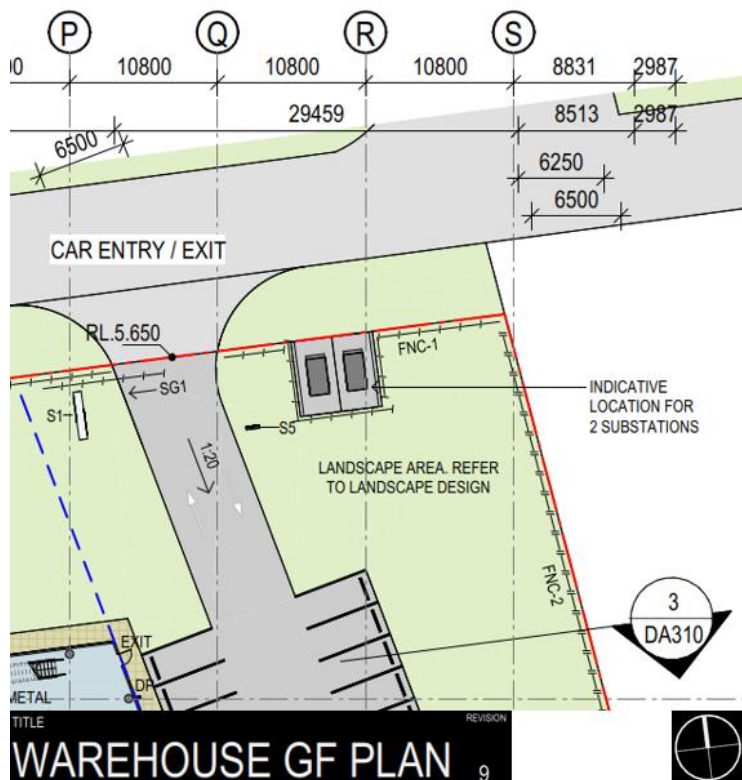 P Q R S
00 10800 10800 10800 8831 2987
29459 8513 2987
6500 6250
6500
CAR ENTRY / EXIT
RL.5.650
FNC-1
SG1
S1
S5
INDICATIVE
LOCATION FOR
2 SUBSTATIONS
1:20
LANDSCAPE AREA. REFER
TO LANDSCAPE DESIGN
FNC-2
3
DA310
EXIT
DP
METAL
TITLE REVISION
WAREHOUSE GF PLAN 9